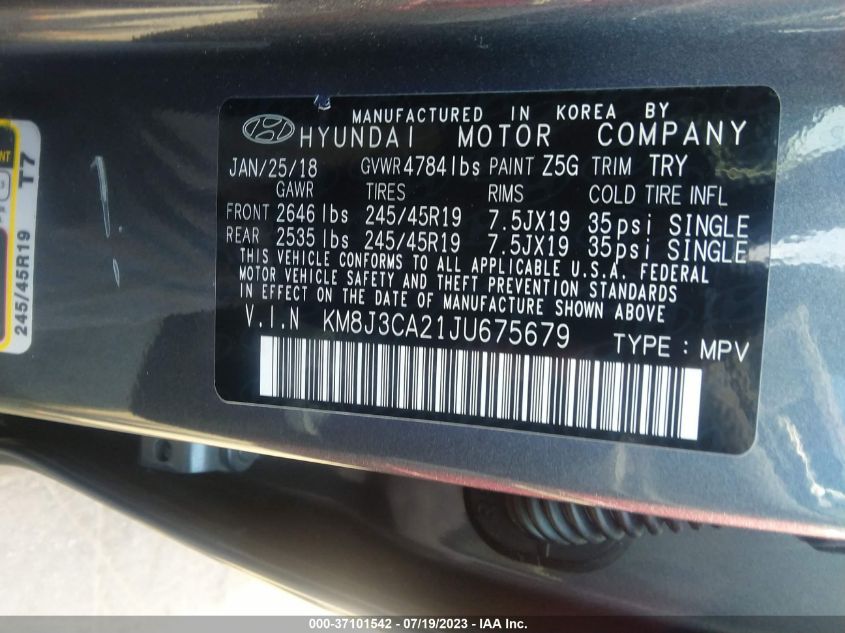 MANUFACTURED IN KOREA BY
HYUNDAI MOTOR COMPANY
JAN/25/18 GVWR 4784 lbs PAINT Z5G TRIM TRY
GAWR TIRES RIMS COLD TIRE INFL
FRONT 2646 lbs 245/45R19 7.5JX19 35psi SINGLE
REAR 2535 lbs 245/45R19 7.5JX19 35psi SINGLE
THIS VEHICLE CONFORMS TO ALL APPLICABLE U.S.A. FEDERAL
MOTOR VEHICLE SAFETY AND THEFT PREVENTION STANDARDS
IN EFFECT ON THE DATE OF MANUFACTURE SHOWN ABOVE
V.I.N KM8J3CA21JU675679 TYPE : MPV
245/45R19 T7
000-37101542 - 07/19/2023 - Copyright IAA, Inc.